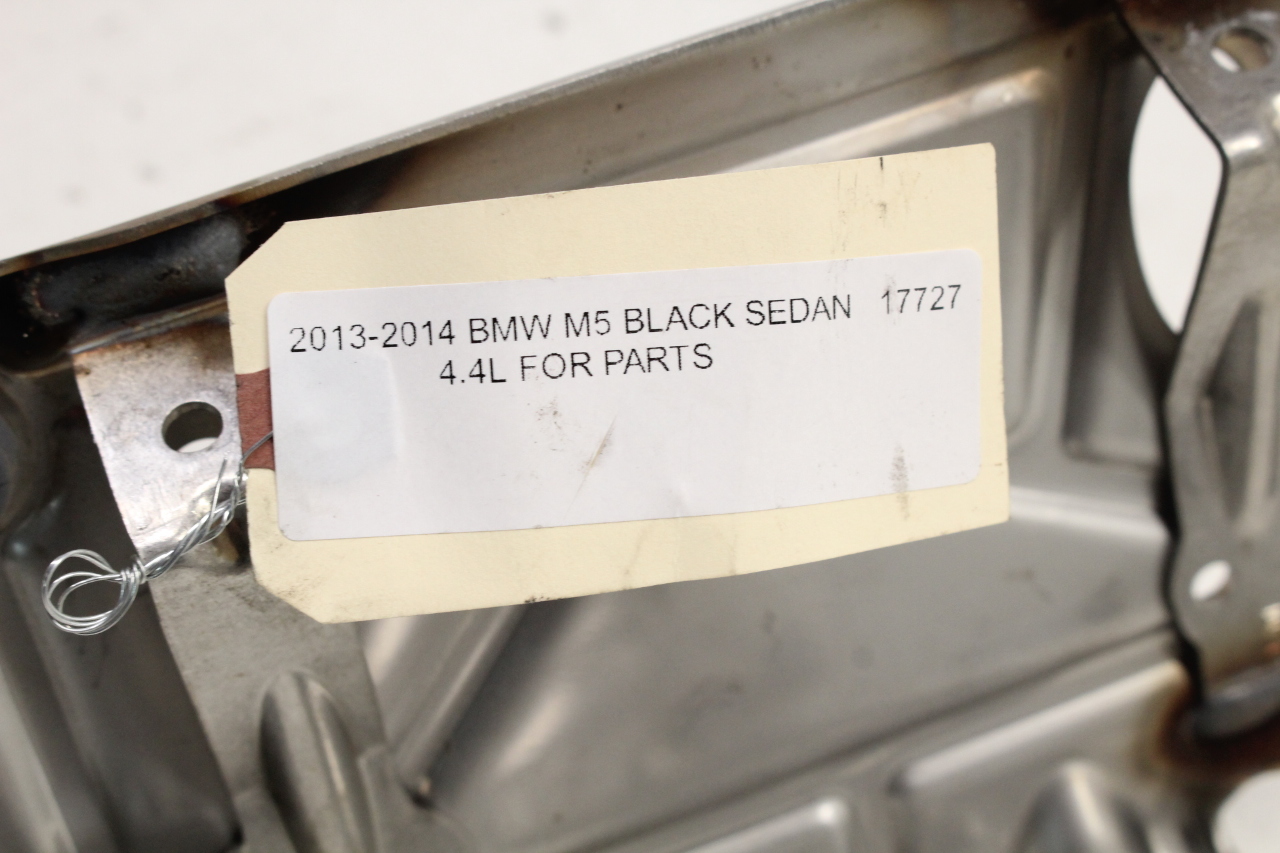 2013-2014 BMW M5 BLACK SEDAN 17727
4.4L FOR PARTS